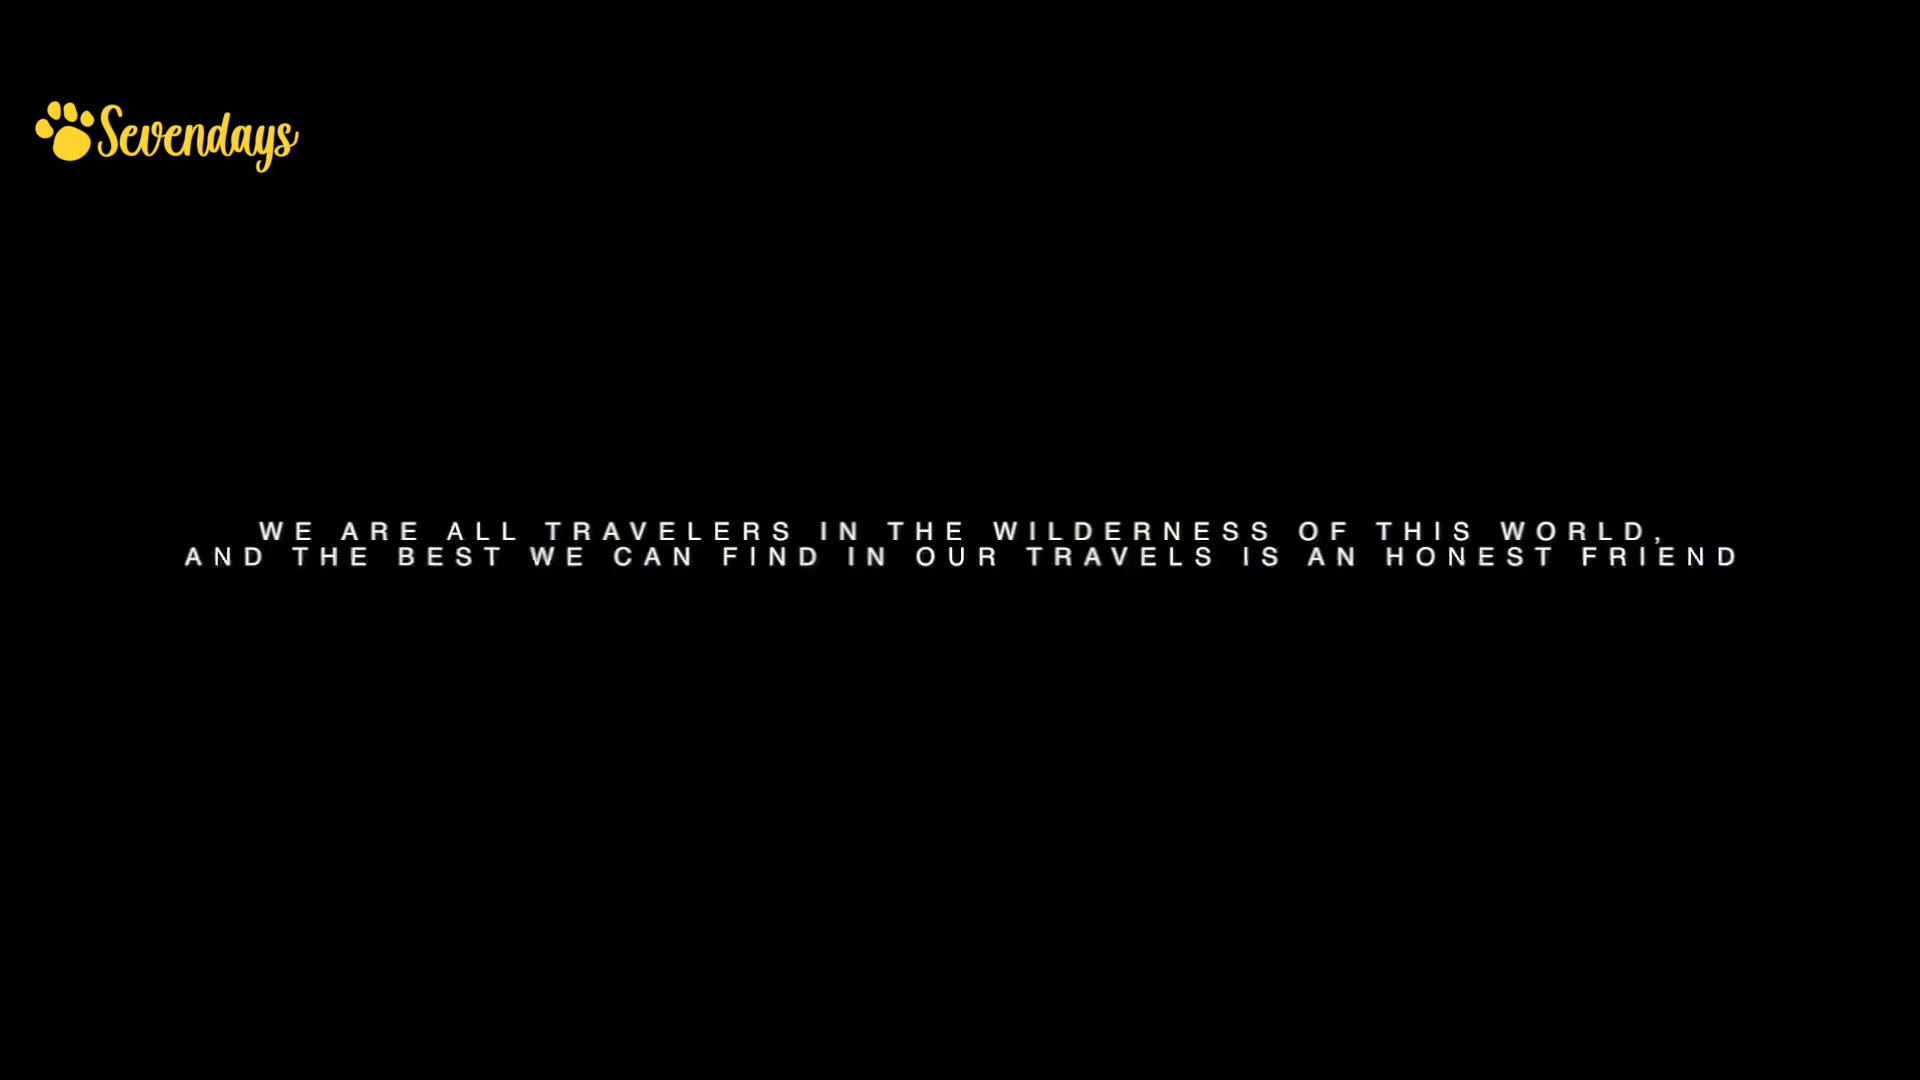 Sevendays
WE ARE ALL TRAVELERS IN THE WILDERNESS OF THIS WORLD,
AND THE BEST WE CAN FIND IN OUR TRAVELS IS AN HONEST FRIEND